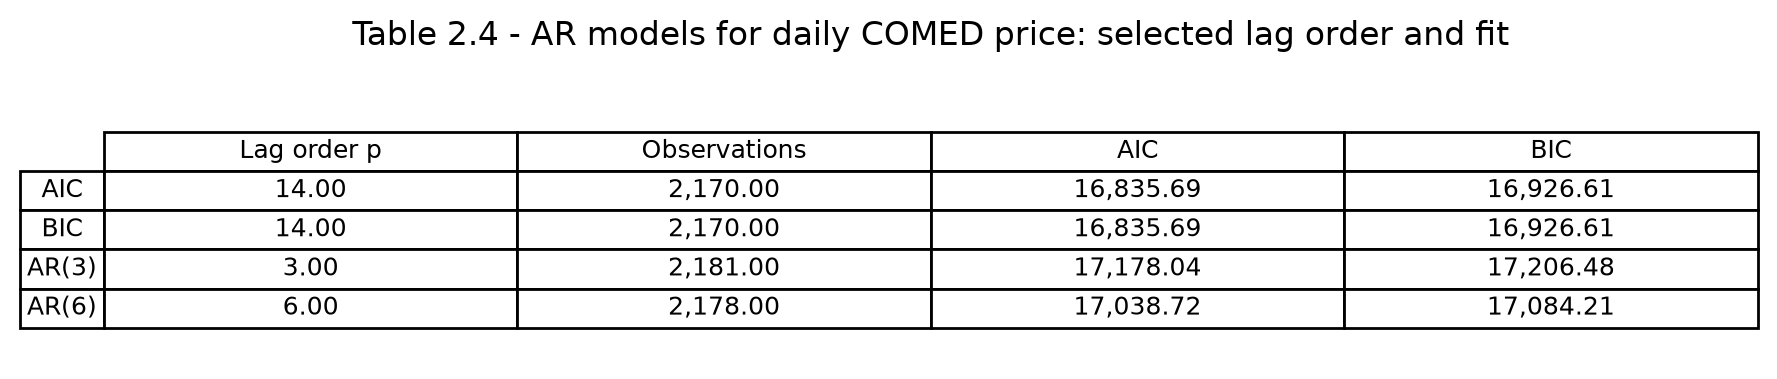 Table 2.4 - AR models for daily COMED price: selected lag order and fit
Lag order p Observations AIC BIC
AIC 14.00 2,170.00 16,835.69 16,926.61
BIC 14.00 2,170.00 16,835.69 16,926.61
AR(3) 3.00 2,181.00 17,178.04 17,206.48
AR(6) 6.00 2,178.00 17,038.72 17,084.21